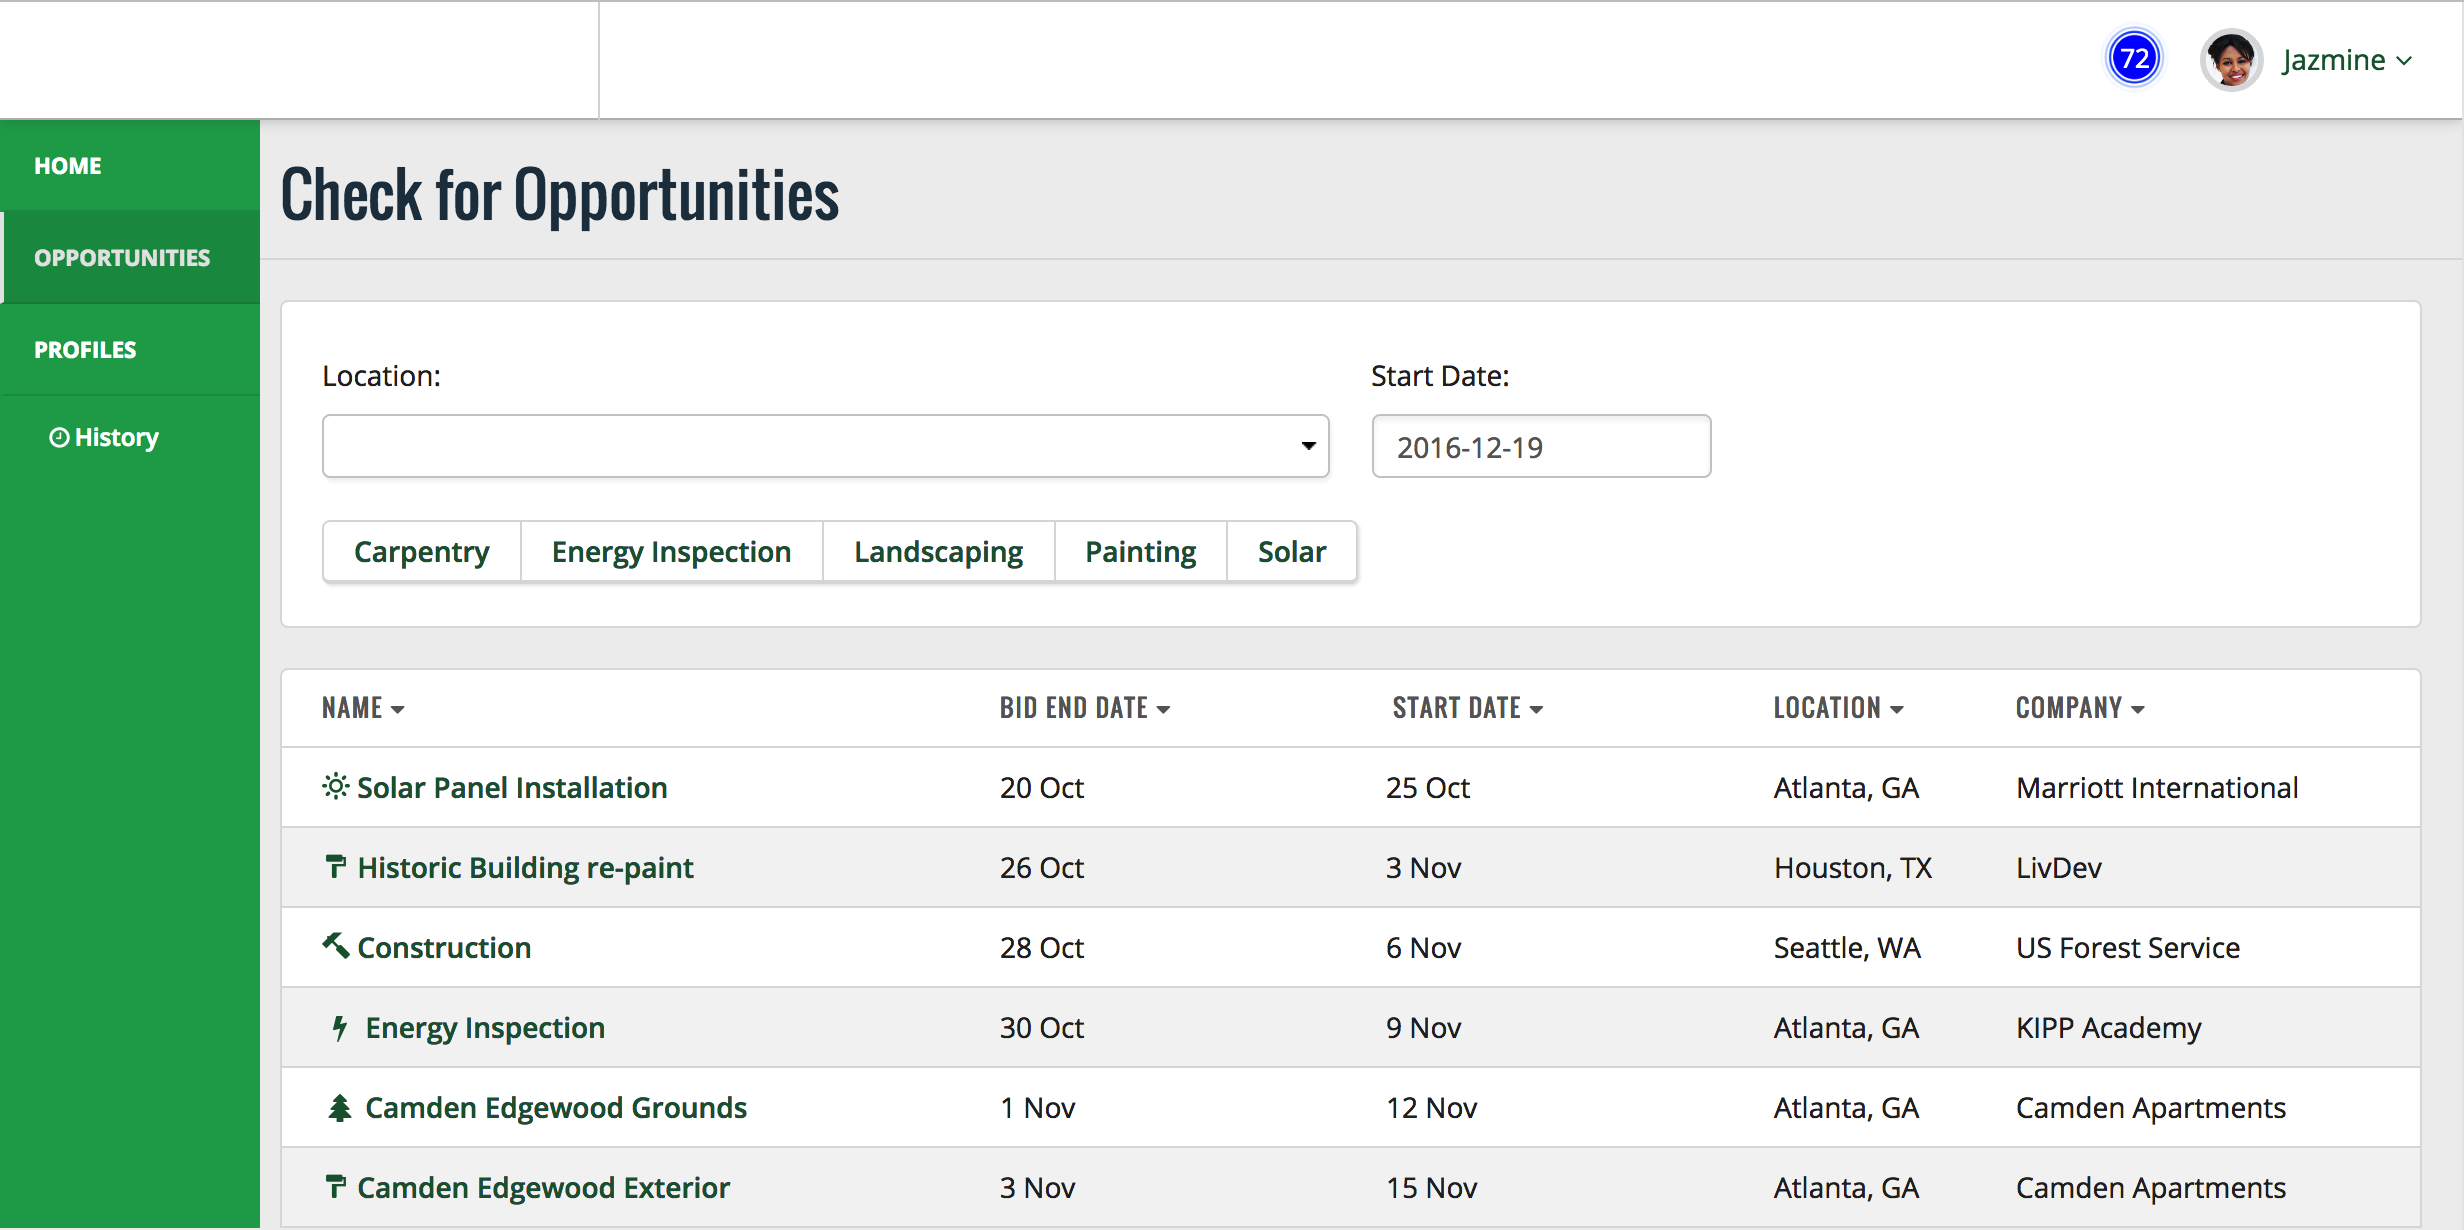 72 Jazmine
HOME
OPPORTUNITIES
PROFILES
History
Check for Opportunities
Location: Start Date:
2016-12-19
Carpentry Energy Inspection Landscaping Painting Solar
NAME BID END DATE START DATE LOCATION COMPANY
Solar Panel Installation 20 Oct 25 Oct Atlanta, GA Marriott International
Historic Building re-paint 26 Oct 3 Nov Houston, TX LivDev
Construction 28 Oct 6 Nov Seattle, WA US Forest Service
Energy Inspection 30 Oct 9 Nov Atlanta, GA KIPP Academy
Camden Edgewood Grounds 1 Nov 12 Nov Atlanta, GA Camden Apartments
Camden Edgewood Exterior 3 Nov 15 Nov Atlanta, GA Camden Apartments